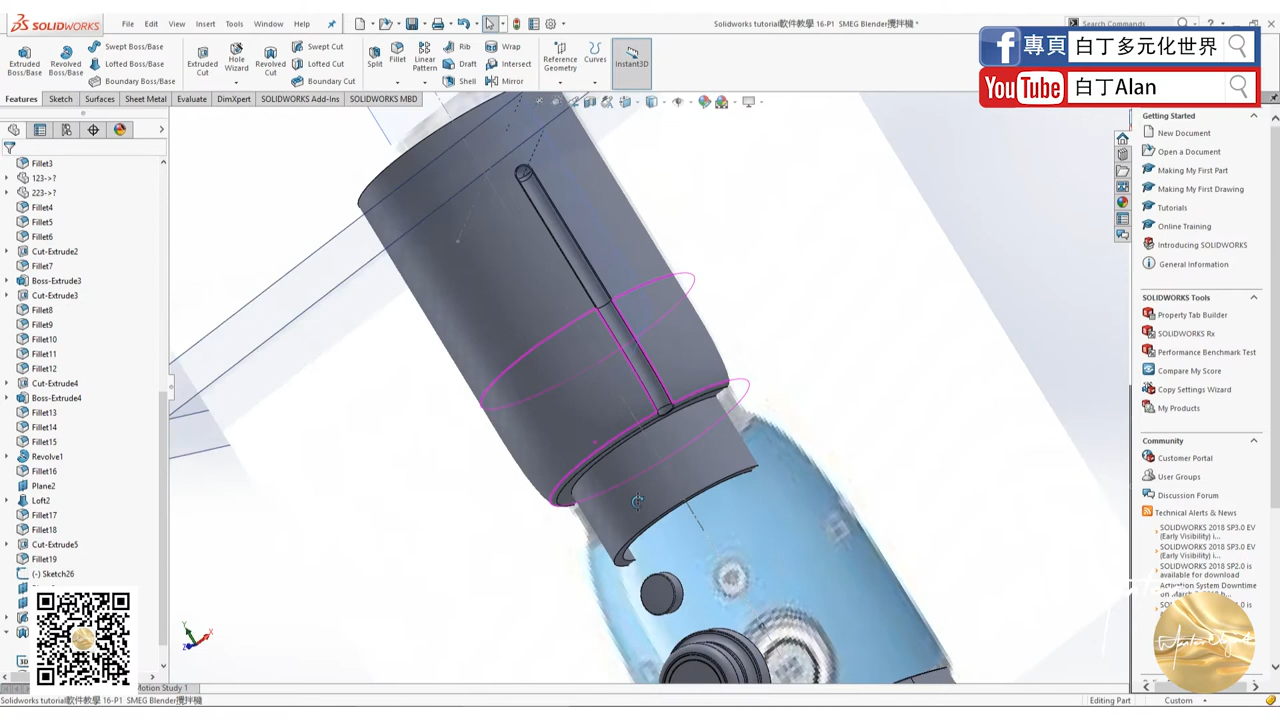 SOLIDWORKS
File Edit View Insert Tools Window Help
Solidworks tutorial軟件教學 16-P1 SMEG Blender攪拌機 *
Search Commands
專頁 白丁多元化世界
YouTube 白丁Alan
Extruded Boss/Base
Revolved Boss/Base
Swept Boss/Base
Lofted Boss/Base
Boundary Boss/Base
Extruded Cut
Hole Wizard
Revolved Cut
Swept Cut
Lofted Cut
Boundary Cut
Split
Fillet
Linear Pattern
Rib
Draft
Shell
Wrap
Intersect
Mirror
Reference Geometry
Curves
Instant3D
Features Sketch Surfaces Sheet Metal Evaluate DimXpert SOLIDWORKS Add-Ins SOLIDWORKS MBD
Fillet3
123->?
223->?
Fillet4
Fillet5
Fillet6
Cut-Extrude2
Fillet7
Boss-Extrude3
Cut-Extrude3
Fillet8
Fillet9
Fillet10
Fillet11
Fillet12
Cut-Extrude4
Boss-Extrude4
Fillet13
Fillet14
Fillet15
Revolve1
Fillet16
Plane2
Loft2
Fillet17
Fillet18
Cut-Extrude5
Fillet19
(-) Sketch26
Motion Study 1
Solidworks tutorial軟件教學 16-P1 SMEG Blender攪拌機
Getting Started
New Document
Open a Document
Making My First Part
Making My First Drawing
Tutorials
Online Training
Introducing SOLIDWORKS
General Information
SOLIDWORKS Tools
Property Tab Builder
SOLIDWORKS Rx
Performance Benchmark Test
Compare My Score
Copy Settings Wizard
My Products
Community
Customer Portal
User Groups
Discussion Forum
Technical Alerts & News
SOLIDWORKS 2018 SP3.0 EV
(Early Visibility) i...
SOLIDWORKS 2018 SP3.0 EV
(Early Visibility) i...
SOLIDWORKS 2018 SP2.0 is
available for download
Activation System Downtime
Editing Part
Custom